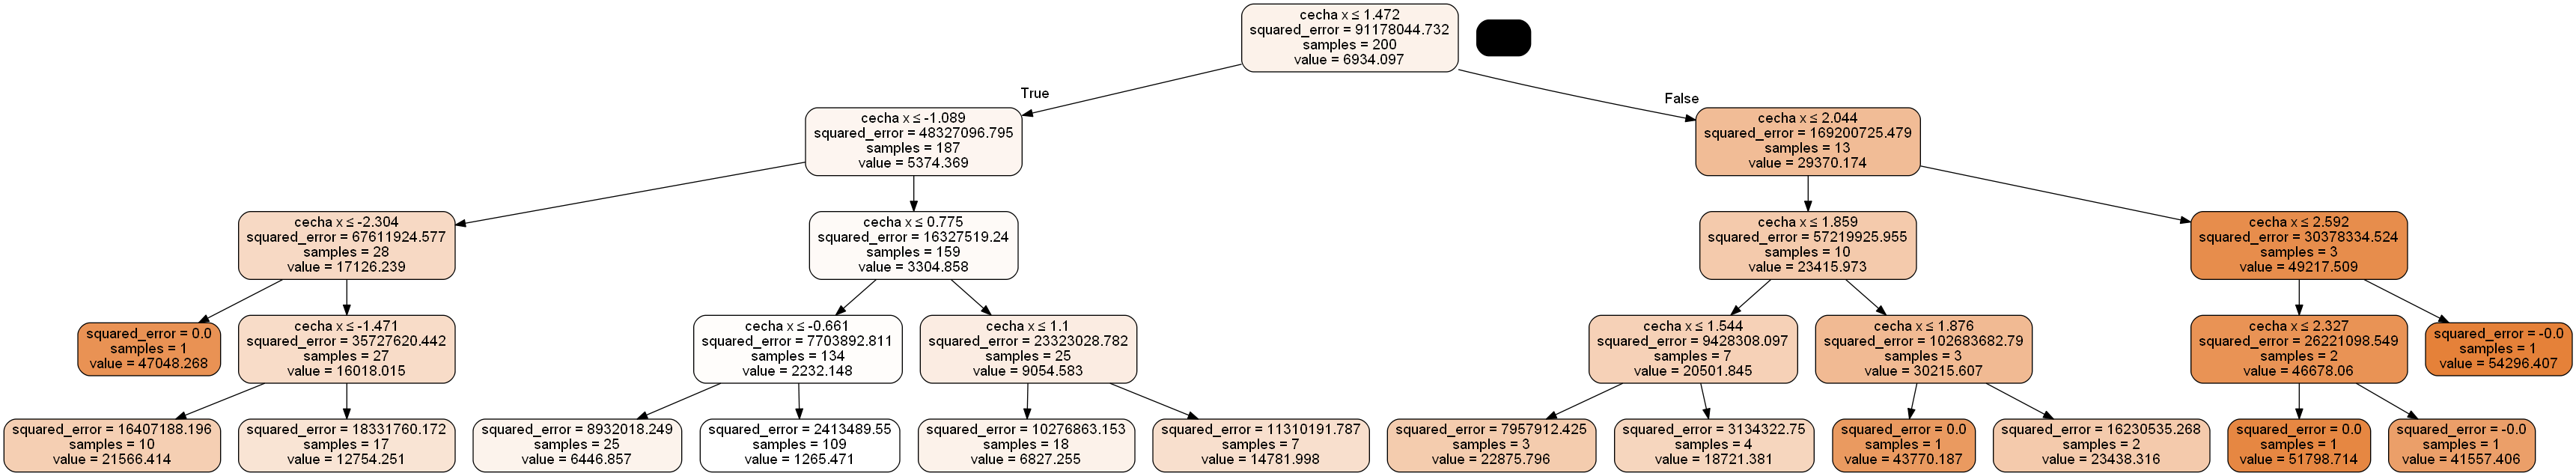 cecha x ≤ 1.472
squared_error = 91178044.732
samples = 200
value = 6934.097
True
False
cecha x ≤ -1.089
squared_error = 48327096.795
samples = 187
value = 5374.369
cecha x ≤ 2.044
squared_error = 169200725.479
samples = 13
value = 29370.174
cecha x ≤ -2.304
squared_error = 67611924.577
samples = 28
value = 17126.239
cecha x ≤ 0.775
squared_error = 16327519.24
samples = 159
value = 3304.858
cecha x ≤ 1.859
squared_error = 57219925.955
samples = 10
value = 23415.973
cecha x ≤ 2.592
squared_error = 30378334.524
samples = 3
value = 49217.509
squared_error = 0.0
samples = 1
value = 47048.268
cecha x ≤ -1.471
squared_error = 35727620.442
samples = 27
value = 16018.015
cecha x ≤ -0.661
squared_error = 7703892.811
samples = 134
value = 2232.148
cecha x ≤ 1.1
squared_error = 23323028.782
samples = 25
value = 9054.583
cecha x ≤ 1.544
squared_error = 9428308.097
samples = 7
value = 20501.845
cecha x ≤ 1.876
squared_error = 102683682.79
samples = 3
value = 30215.607
cecha x ≤ 2.327
squared_error = 26221098.549
samples = 2
value = 46678.06
squared_error = -0.0
samples = 1
value = 54296.407
squared_error = 16407188.196
samples = 10
value = 21566.414
squared_error = 18331760.172
samples = 17
value = 12754.251
squared_error = 8932018.249
samples = 25
value = 6446.857
squared_error = 2413489.55
samples = 109
value = 1265.471
squared_error = 10276863.153
samples = 18
value = 6827.255
squared_error = 11310191.787
samples = 7
value = 14781.998
squared_error = 7957912.425
samples = 3
value = 22875.796
squared_error = 3134322.75
samples = 4
value = 18721.381
squared_error = 0.0
samples = 1
value = 43770.187
squared_error = 16230535.268
samples = 2
value = 23438.316
squared_error = 0.0
samples = 1
value = 51798.714
squared_error = -0.0
samples = 1
value = 41557.406